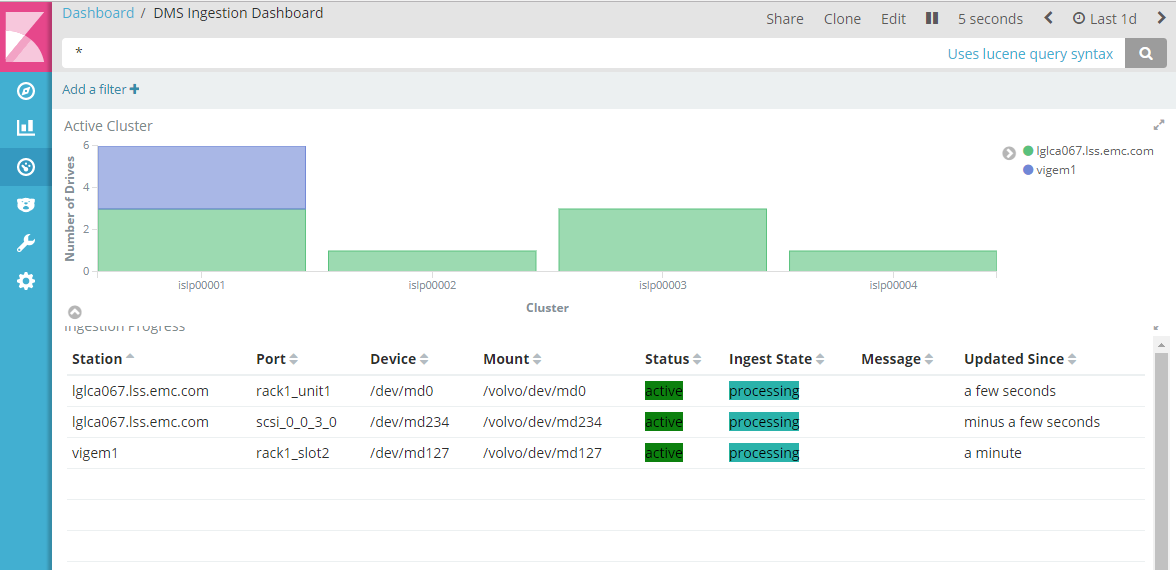 Dashboard / DMS Ingestion Dashboard
Share Clone Edit 5 seconds Last 1d
* Uses lucene query syntax
Add a filter
Active Cluster
Number of Drives
6
4
2
0
islp00001 islp00002 islp00003 islp00004
Cluster
lglca067.lss.emc.com
vigem1
Ingestion Progress
Station Port Device Mount Status Ingest State Message Updated Since
lglca067.lss.emc.com rack1_unit1 /dev/md0 /volvo/dev/md0 active processing a few seconds
lglca067.lss.emc.com scsi_0_0_3_0 /dev/md234 /volvo/dev/md234 active processing minus a few seconds
vigem1 rack1_slot2 /dev/md127 /volvo/dev/md127 active processing a minute